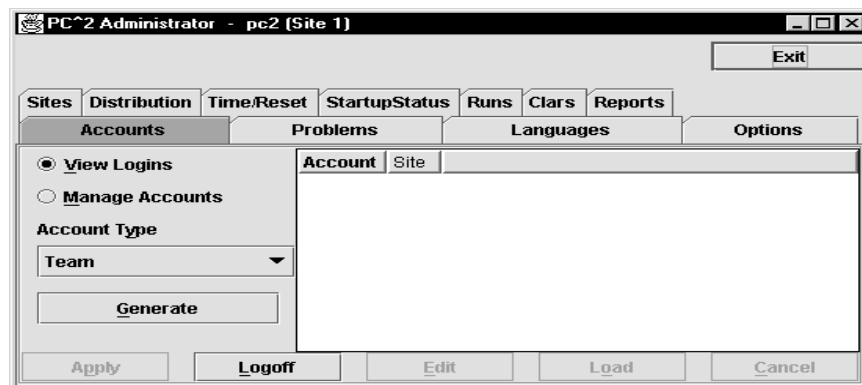 PC^2 Administrator - pc2 (Site 1)
Exit
Sites Distribution Time/Reset StartupStatus Runs Clars Reports
Accounts Problems Languages Options
View Logins
Manage Accounts
Account Type
Team
Generate
Account Site
Apply Logoff Edit Load Cancel